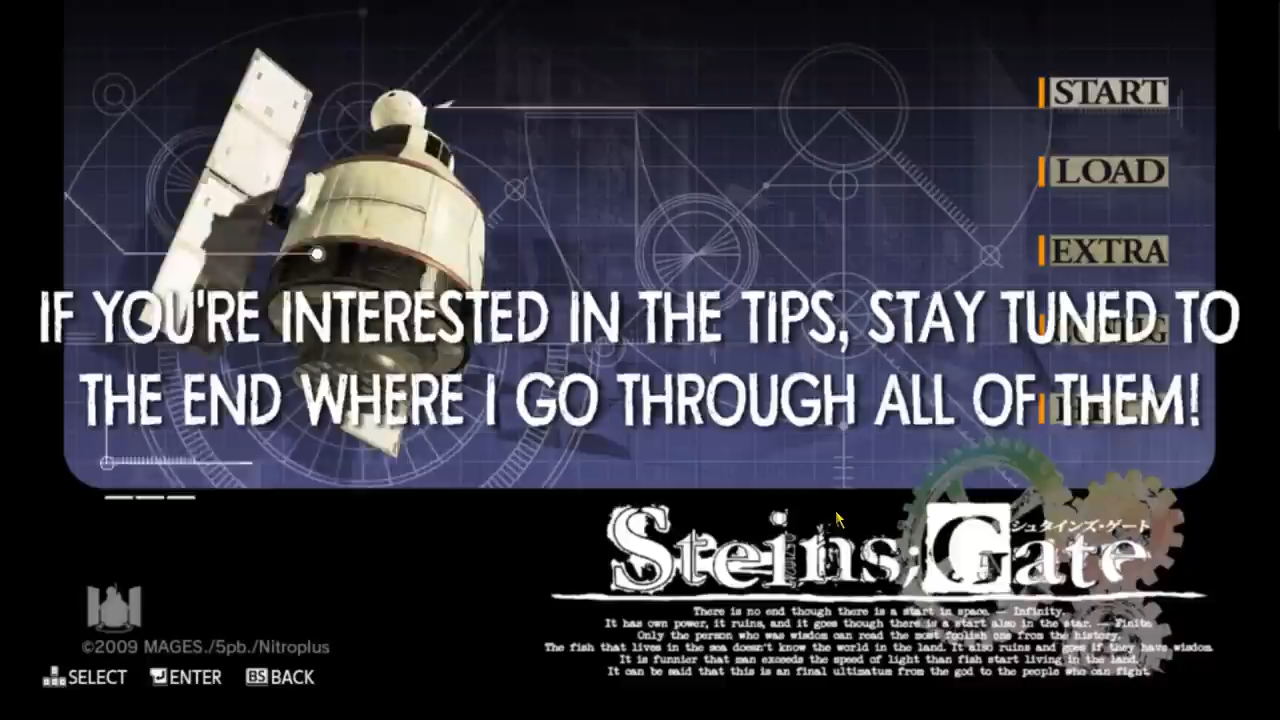 START
LOAD
EXTRA
IF YOU'RE INTERESTED IN THE TIPS, STAY TUNED TO
THE END WHERE I GO THROUGH ALL OF THEM!
Steins;Gate
シュタインズ・ゲート
There is no end though there is a start in space. — Infinity.
It has own power, it ruins, and it goes though there is a start also in the star. — Finite.
Only the person who was wisdom can read the most foolish one from the history.
The fish that lives in the sea doesn't know the world in the land. It also ruins and goes if they have wisdom.
It is funnier that man exceeds the speed of light than fish start living in the land.
It can be said that this is an final ultimatum from the god to the people who can fight.
©2009 MAGES./5pb./Nitroplus
SELECT ENTER BS BACK